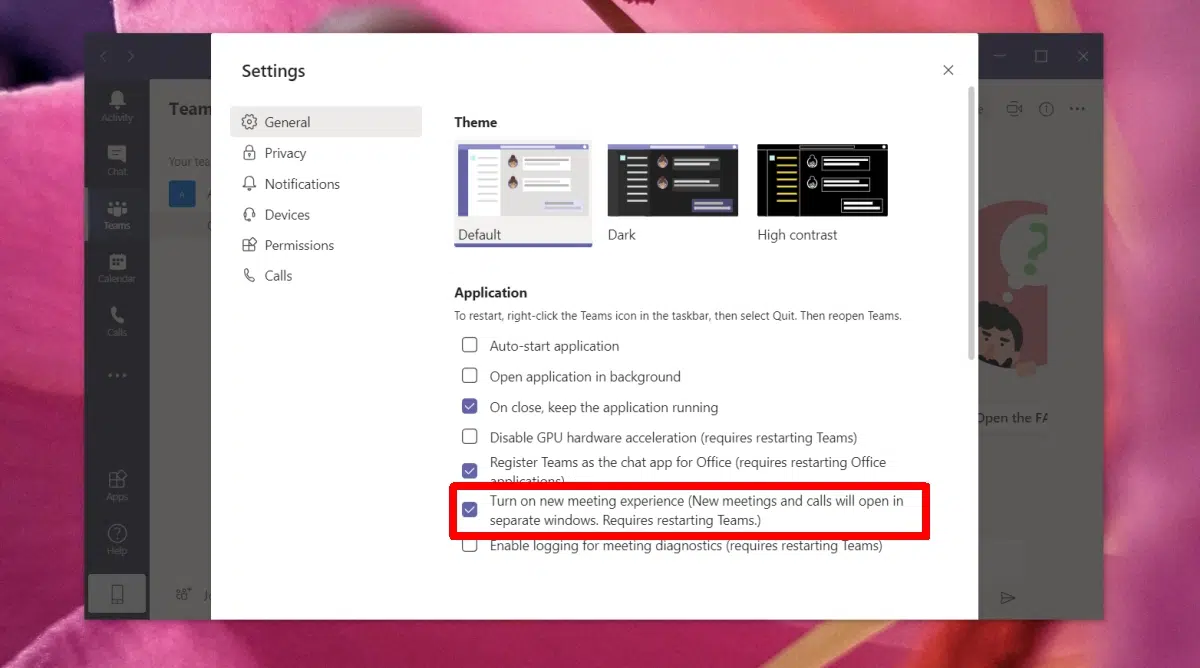 Settings
General
Privacy
Notifications
Devices
Permissions
Calls
Theme
Default
Dark
High contrast
Application
To restart, right-click the Teams icon in the taskbar, then select Quit. Then reopen Teams.
Auto-start application
Open application in background
On close, keep the application running
Disable GPU hardware acceleration (requires restarting Teams)
Register Teams as the chat app for Office (requires restarting Office
applications)
Turn on new meeting experience (New meetings and calls will open in
separate windows. Requires restarting Teams.)
Enable logging for meeting diagnostics (requires restarting Teams)
Activity
Chat
Teams
Calendar
Calls
Apps
Help
Team
Your tea
Open the FA